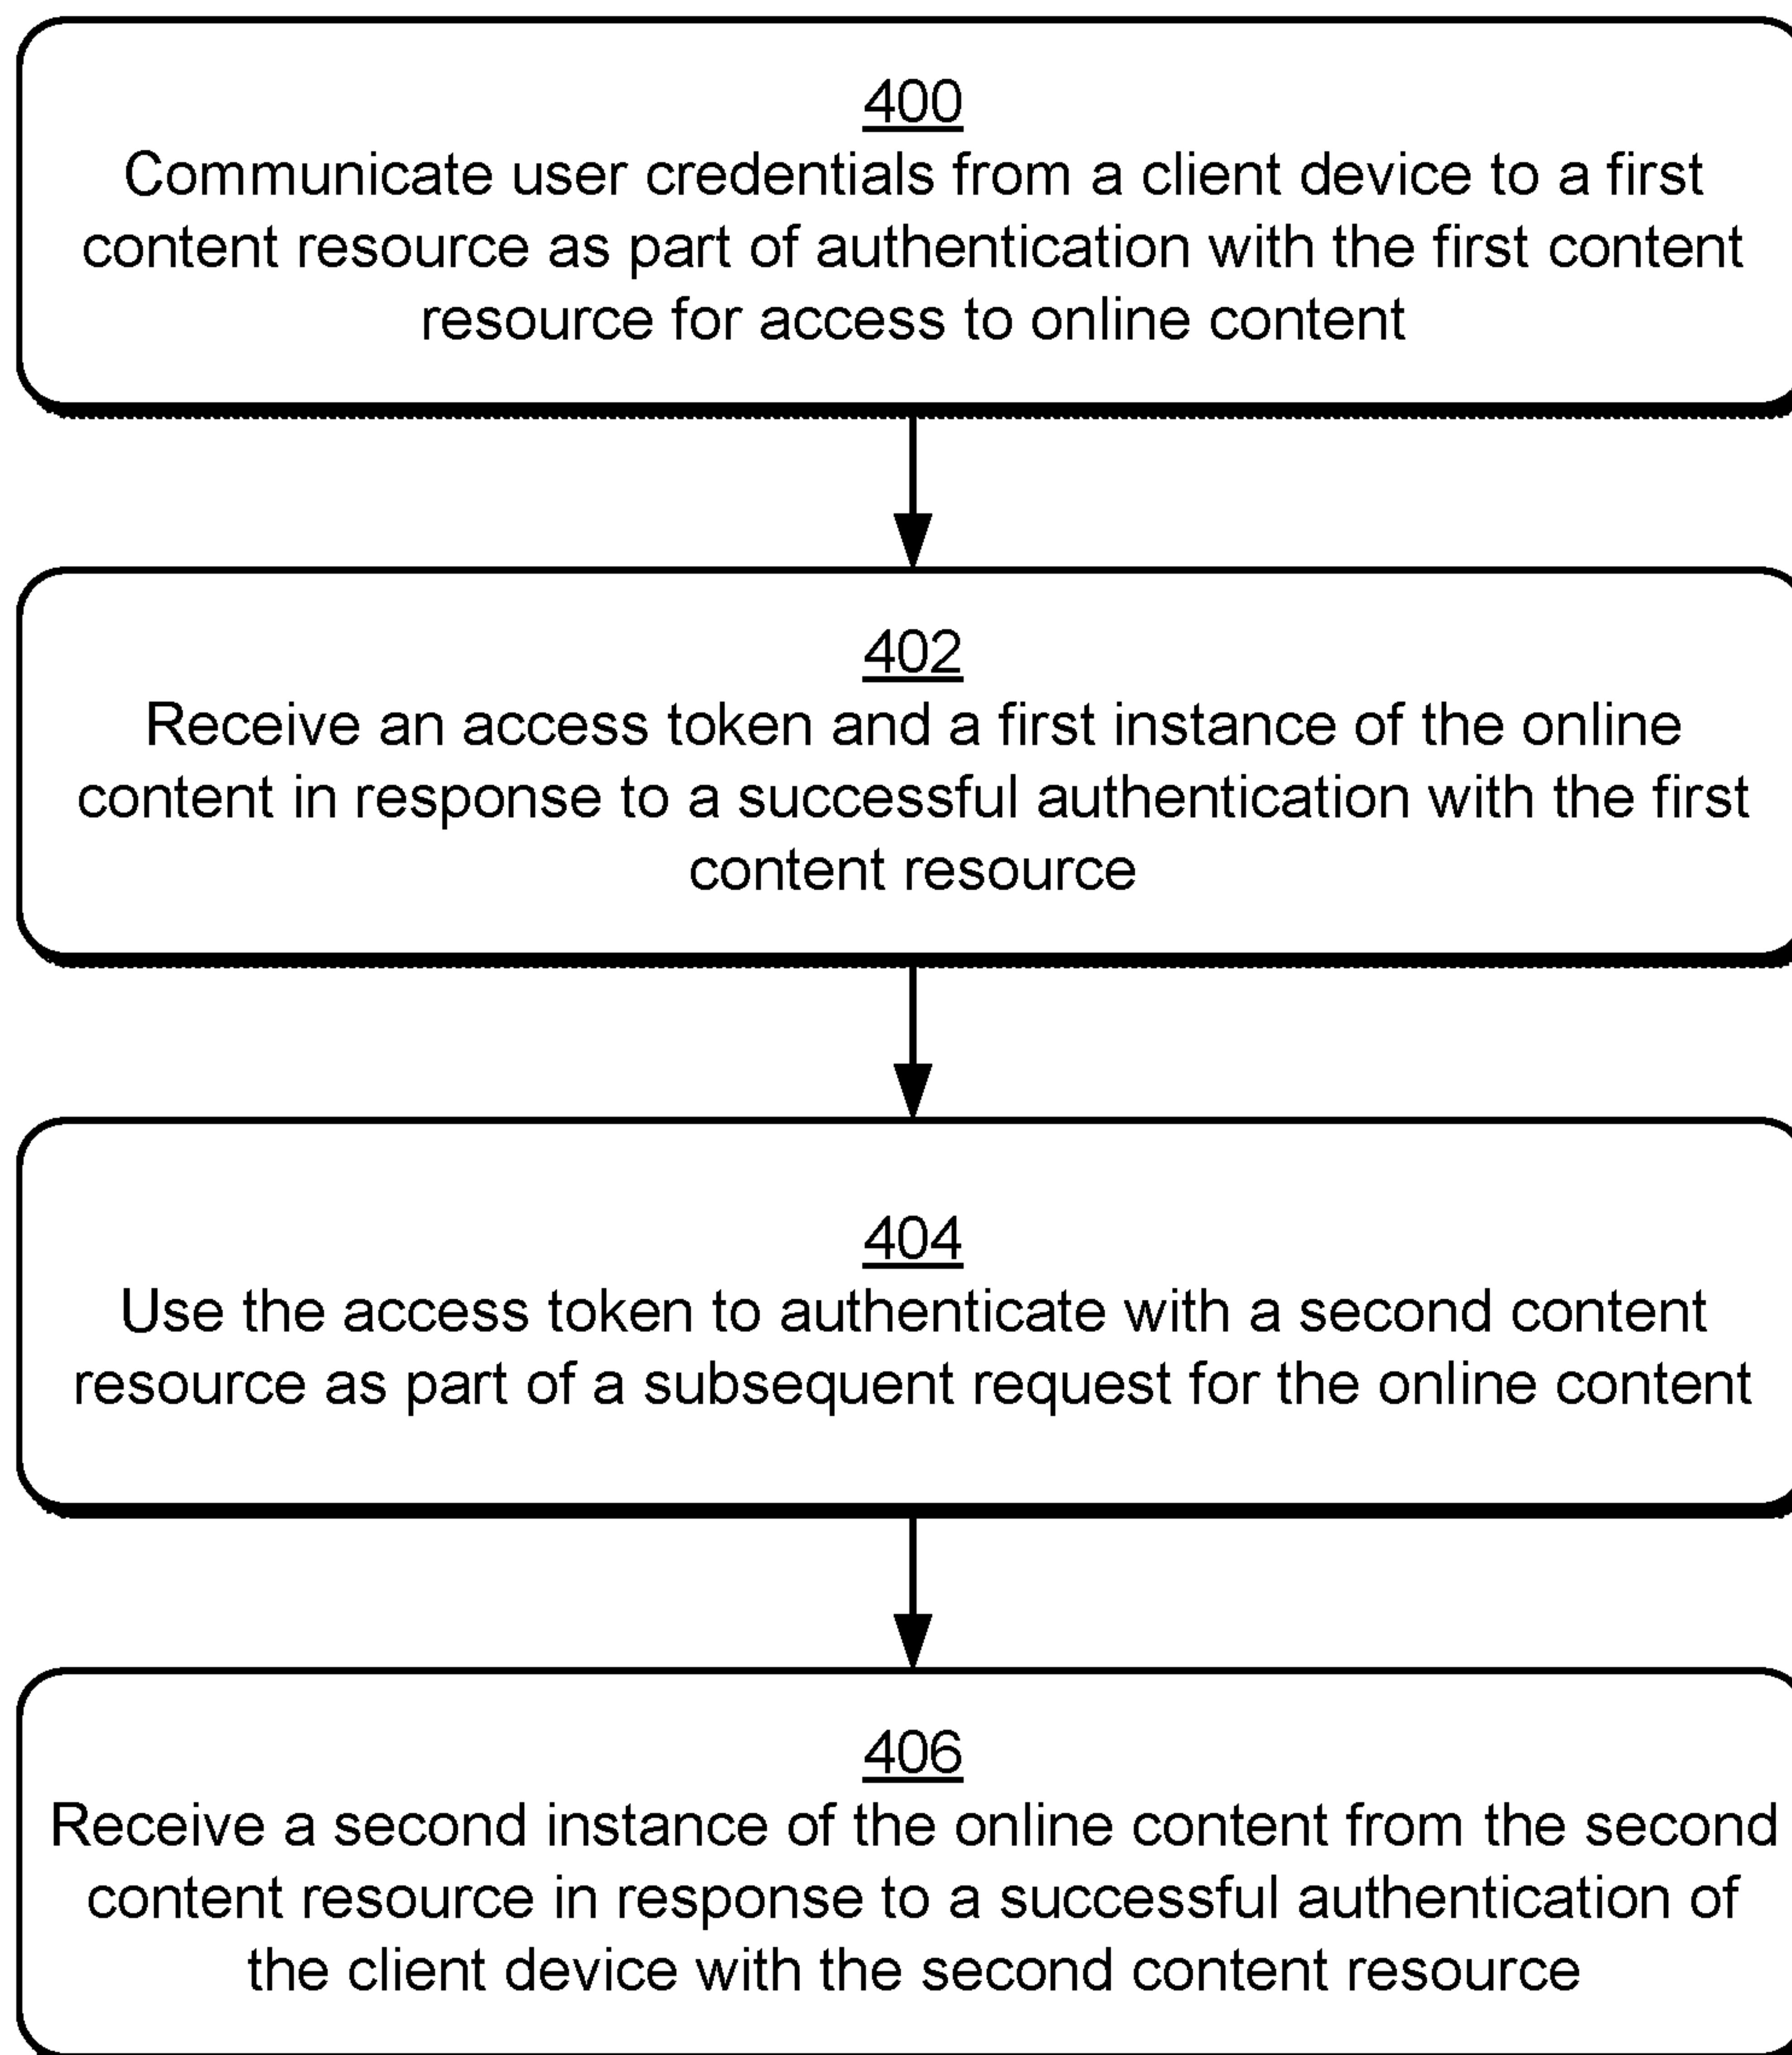 400
Communicate user credentials from a client device to a first
content resource as part of authentication with the first content
resource for access to online content
402
Receive an access token and a first instance of the online
content in response to a successful authentication with the first
content resource
404
Use the access token to authenticate with a second content
resource as part of a subsequent request for the online content
406
Receive a second instance of the online content from the second
content resource in response to a successful authentication of
the client device with the second content resource